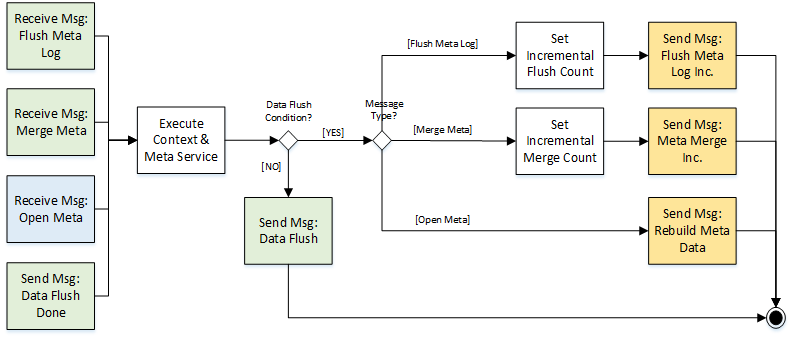 Receive Msg:
Flush Meta
Log
Receive Msg:
Merge Meta
Receive Msg:
Open Meta
Send Msg:
Data Flush
Done
Execute
Context &
Meta Service
Data Flush
Condition?
[YES]
[NO]
Send Msg:
Data Flush
Message
Type?
[Flush Meta Log]
[Merge Meta]
[Open Meta]
Set
Incremental
Flush Count
Set
Incremental
Merge Count
Send Msg:
Flush Meta
Log Inc.
Send Msg:
Meta Merge
Inc.
Send Msg:
Rebuild Meta
Data